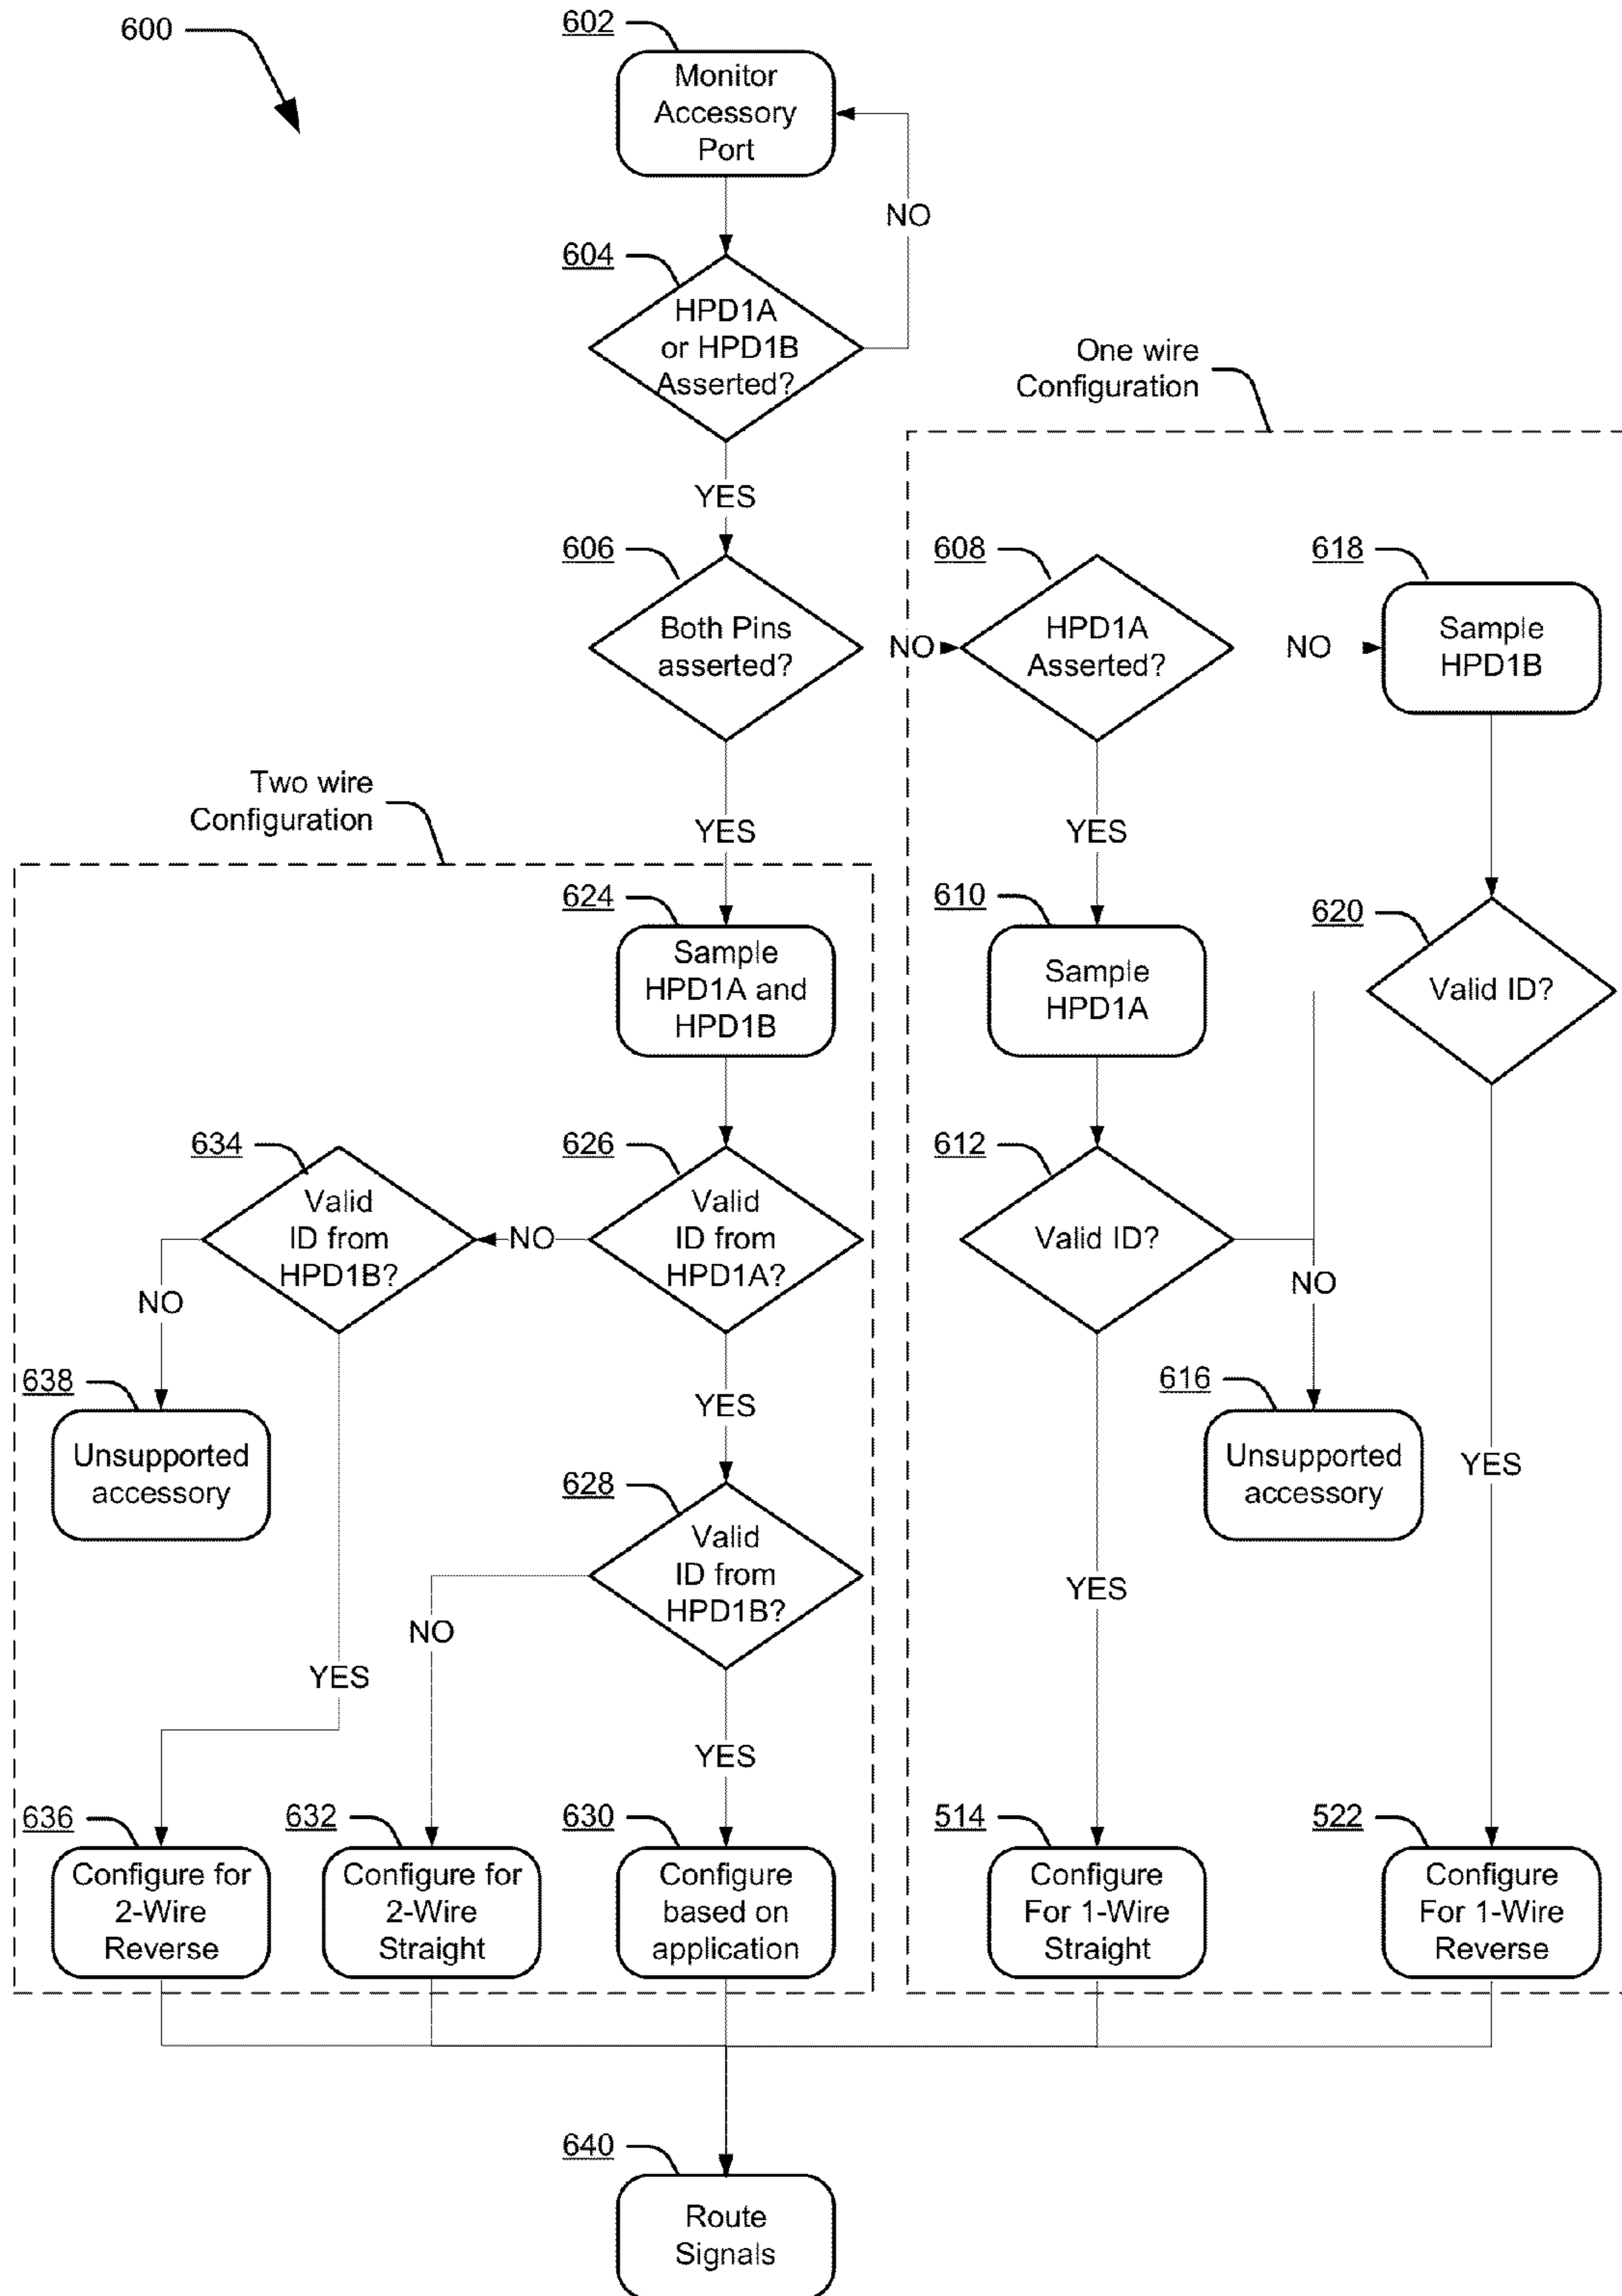 600
602
Monitor
Accessory
Port
NO
604
HPD1A
or HPD1B
Asserted?
One wire
Configuration
YES
606
Both Pins
asserted?
NO
608
HPD1A
Asserted?
NO
618
Sample
HPD1B
Two wire
Configuration
YES
YES
624
Sample
HPD1A and
HPD1B
610
Sample
HPD1A
620
Valid ID?
634
Valid
ID from
HPD1B?
NO
626
Valid
ID from
HPD1A?
612
Valid ID?
NO
NO
638
Unsupported
accessory
YES
616
Unsupported
accessory
YES
628
Valid
ID from
HPD1B?
YES
NO
YES
YES
636
Configure for
2-Wire
Reverse
632
Configure for
2-Wire
Straight
630
Configure
based on
application
514
Configure
For 1-Wire
Straight
522
Configure
For 1-Wire
Reverse
640
Route
Signals